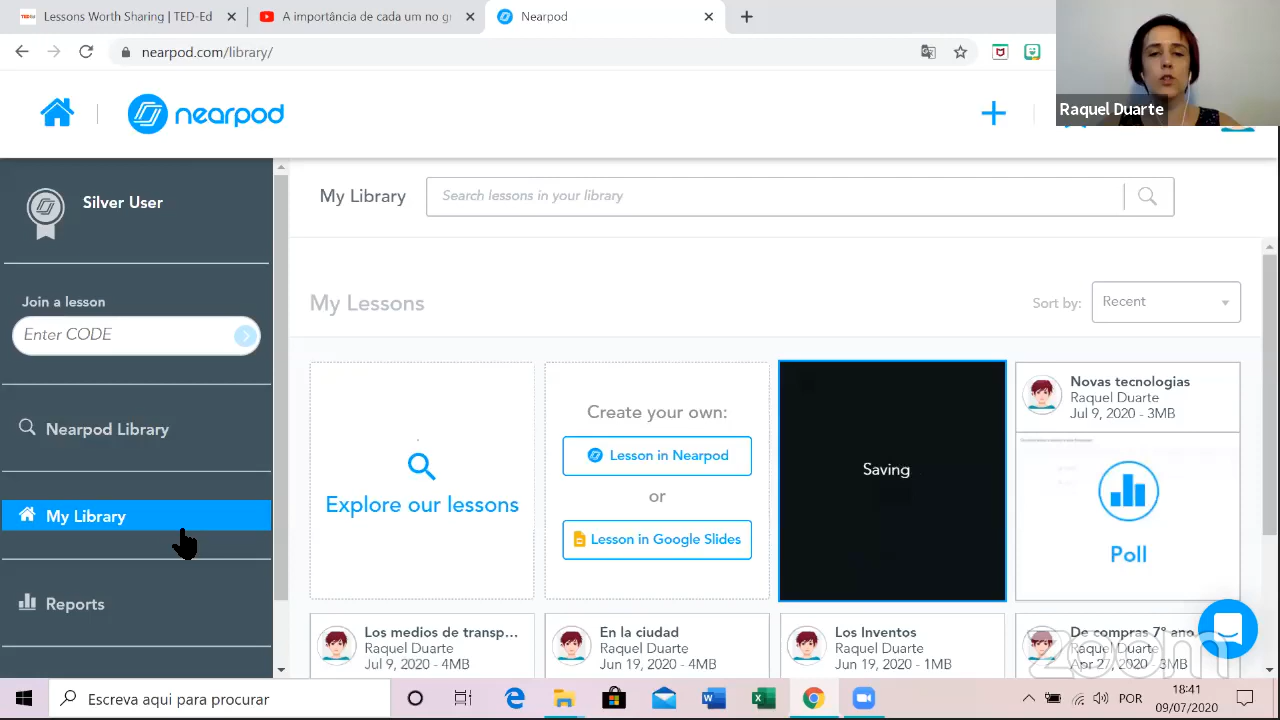 Lessons Worth Sharing | TED-Ed
A importância de cada um no g
Nearpod
nearpod.com/library/
Raquel Duarte
nearpod
Silver User
My Library
Search lessons in your library
Join a lesson
Enter CODE
My Lessons
Sort by:
Recent
Nearpod Library
My Library
Reports
Explore our lessons
Create your own:
Lesson in Nearpod
or
Lesson in Google Slides
Saving
Novas tecnologias
Raquel Duarte
Jul 9, 2020 - 3MB
Poll
Los medios de transp...
Raquel Duarte
Jul 9, 2020 - 4MB
En la ciudad
Raquel Duarte
Jun 19, 2020 - 4MB
Los Inventos
Raquel Duarte
Jun 19, 2020 - 1MB
De compras 7° ano
Raquel Duarte
Apr 27, 2020 - 3MB
zoom
Escreva aqui para procurar
POR
18:41
09/07/2020